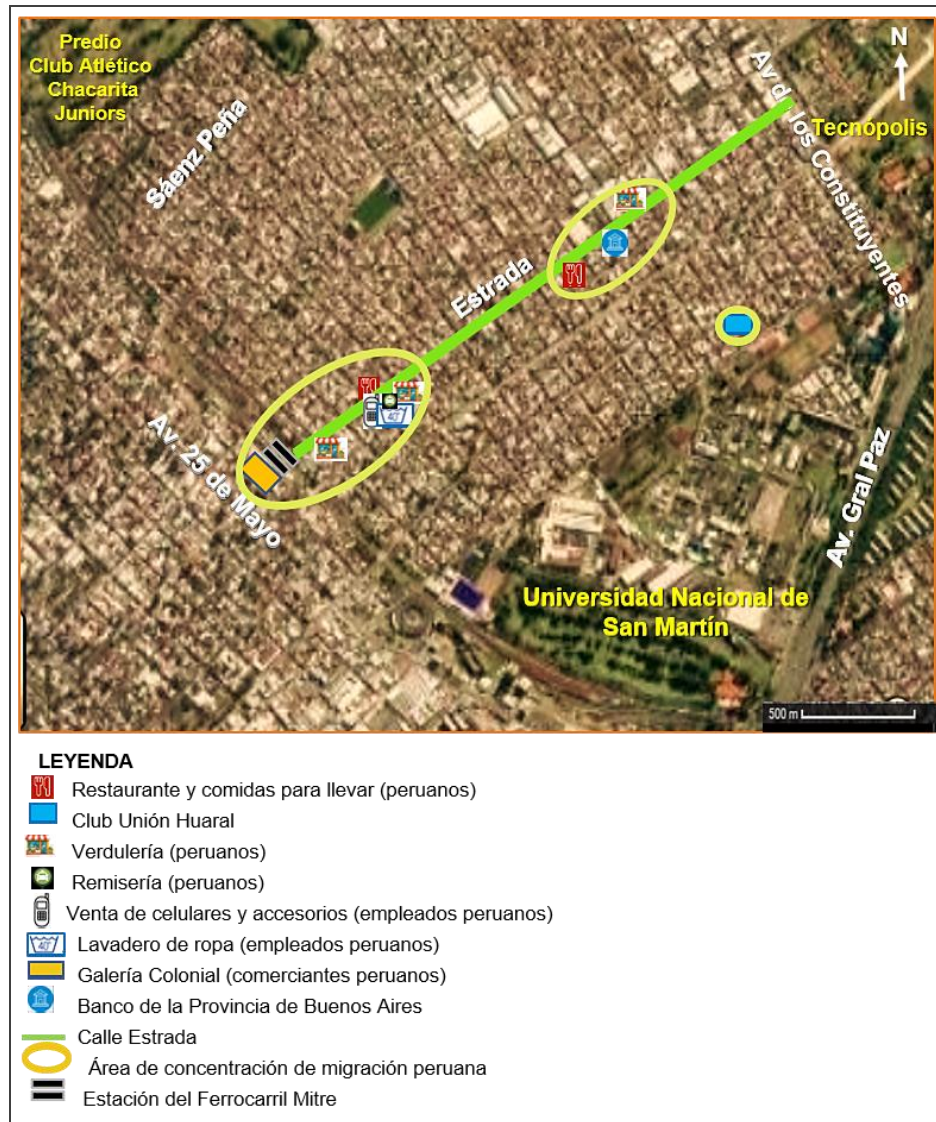 Predio
Club Atlético
Chacarita
Juniors
Sáenz Peña
N
Av de los Constituyentes
Tecnópolis
Estrada
Av. 25 de Mayo
Av. Gral Paz
Universidad Nacional de
San Martín
500 m
LEYENDA
Restaurante y comidas para llevar (peruanos)
Club Unión Huaral
Verdulería (peruanos)
Remisería (peruanos)
Venta de celulares y accesorios (empleados peruanos)
Lavadero de ropa (empleados peruanos)
Galería Colonial (comerciantes peruanos)
Banco de la Provincia de Buenos Aires
Calle Estrada
Área de concentración de migración peruana
Estación del Ferrocarril Mitre